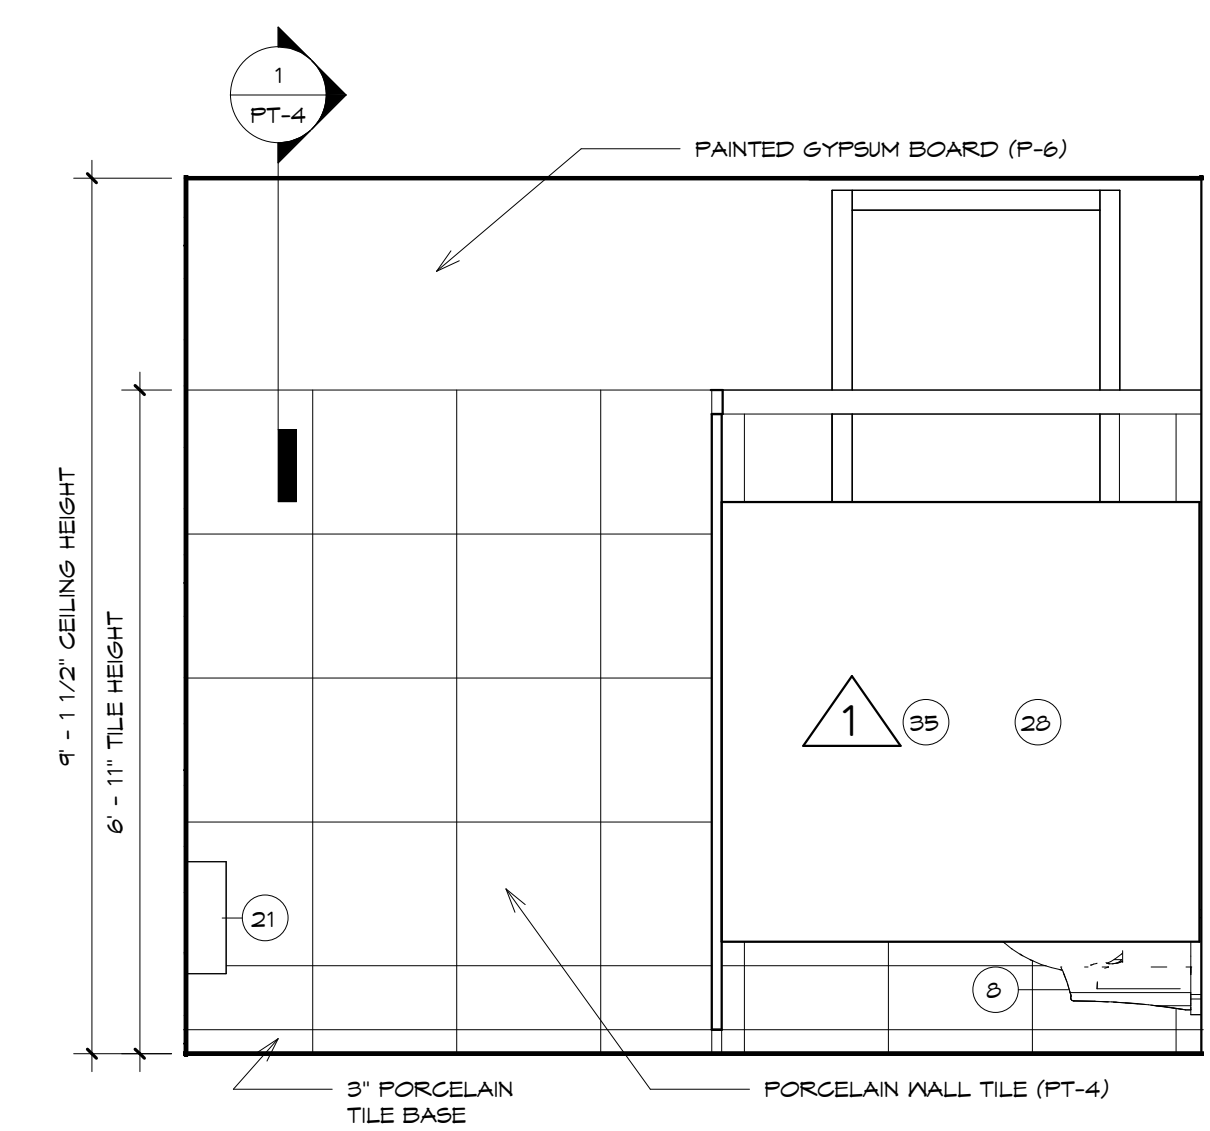 1
PT-4
PAINTED GYPSUM BOARD (P-6)
9' - 1 1/2" CEILING HEIGHT
6' - 11" TILE HEIGHT
1
35
28
21
8
3" PORCELAIN
TILE BASE
PORCELAIN WALL TILE (PT-4)